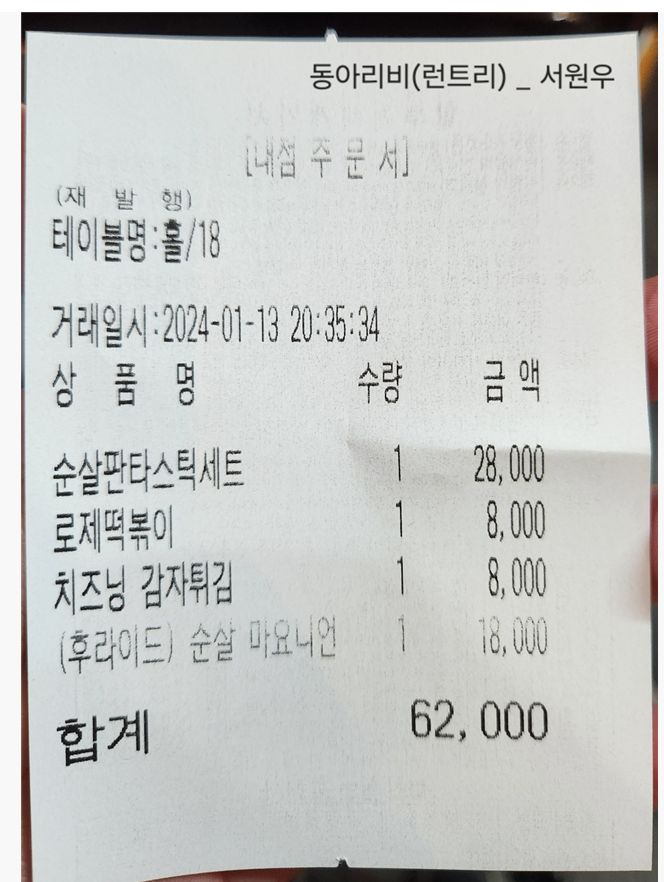 동아리비(런트리) _ 서원우
[내점 주 문 서]
(재 발 행)
테이블명:홀/18
거래일시:2024-01-13 20:35:34
상 품 명 수량 금 액
순살판타스틱세트 1 28,000
로제떡볶이 1 8,000
치즈닝 감자튀김 1 8,000
(후라이드) 순살 마요니언 1 18,000
합계 62,000